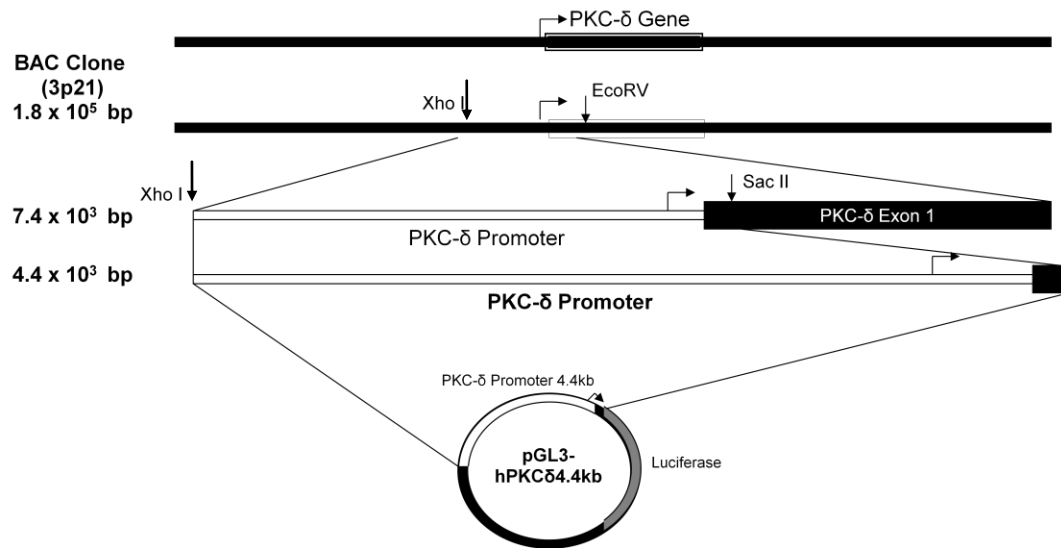 PKC-δ Gene
BAC Clone
(3p21)
1.8 x 10⁵ bp
Xho I
EcoRV
Xho I
Sac II
7.4 x 10³ bp
PKC-δ Exon 1
PKC-δ Promoter
4.4 x 10³ bp
PKC-δ Promoter
PKC-δ Promoter 4.4kb
pGL3-
hPKCδ4.4kb
Luciferase